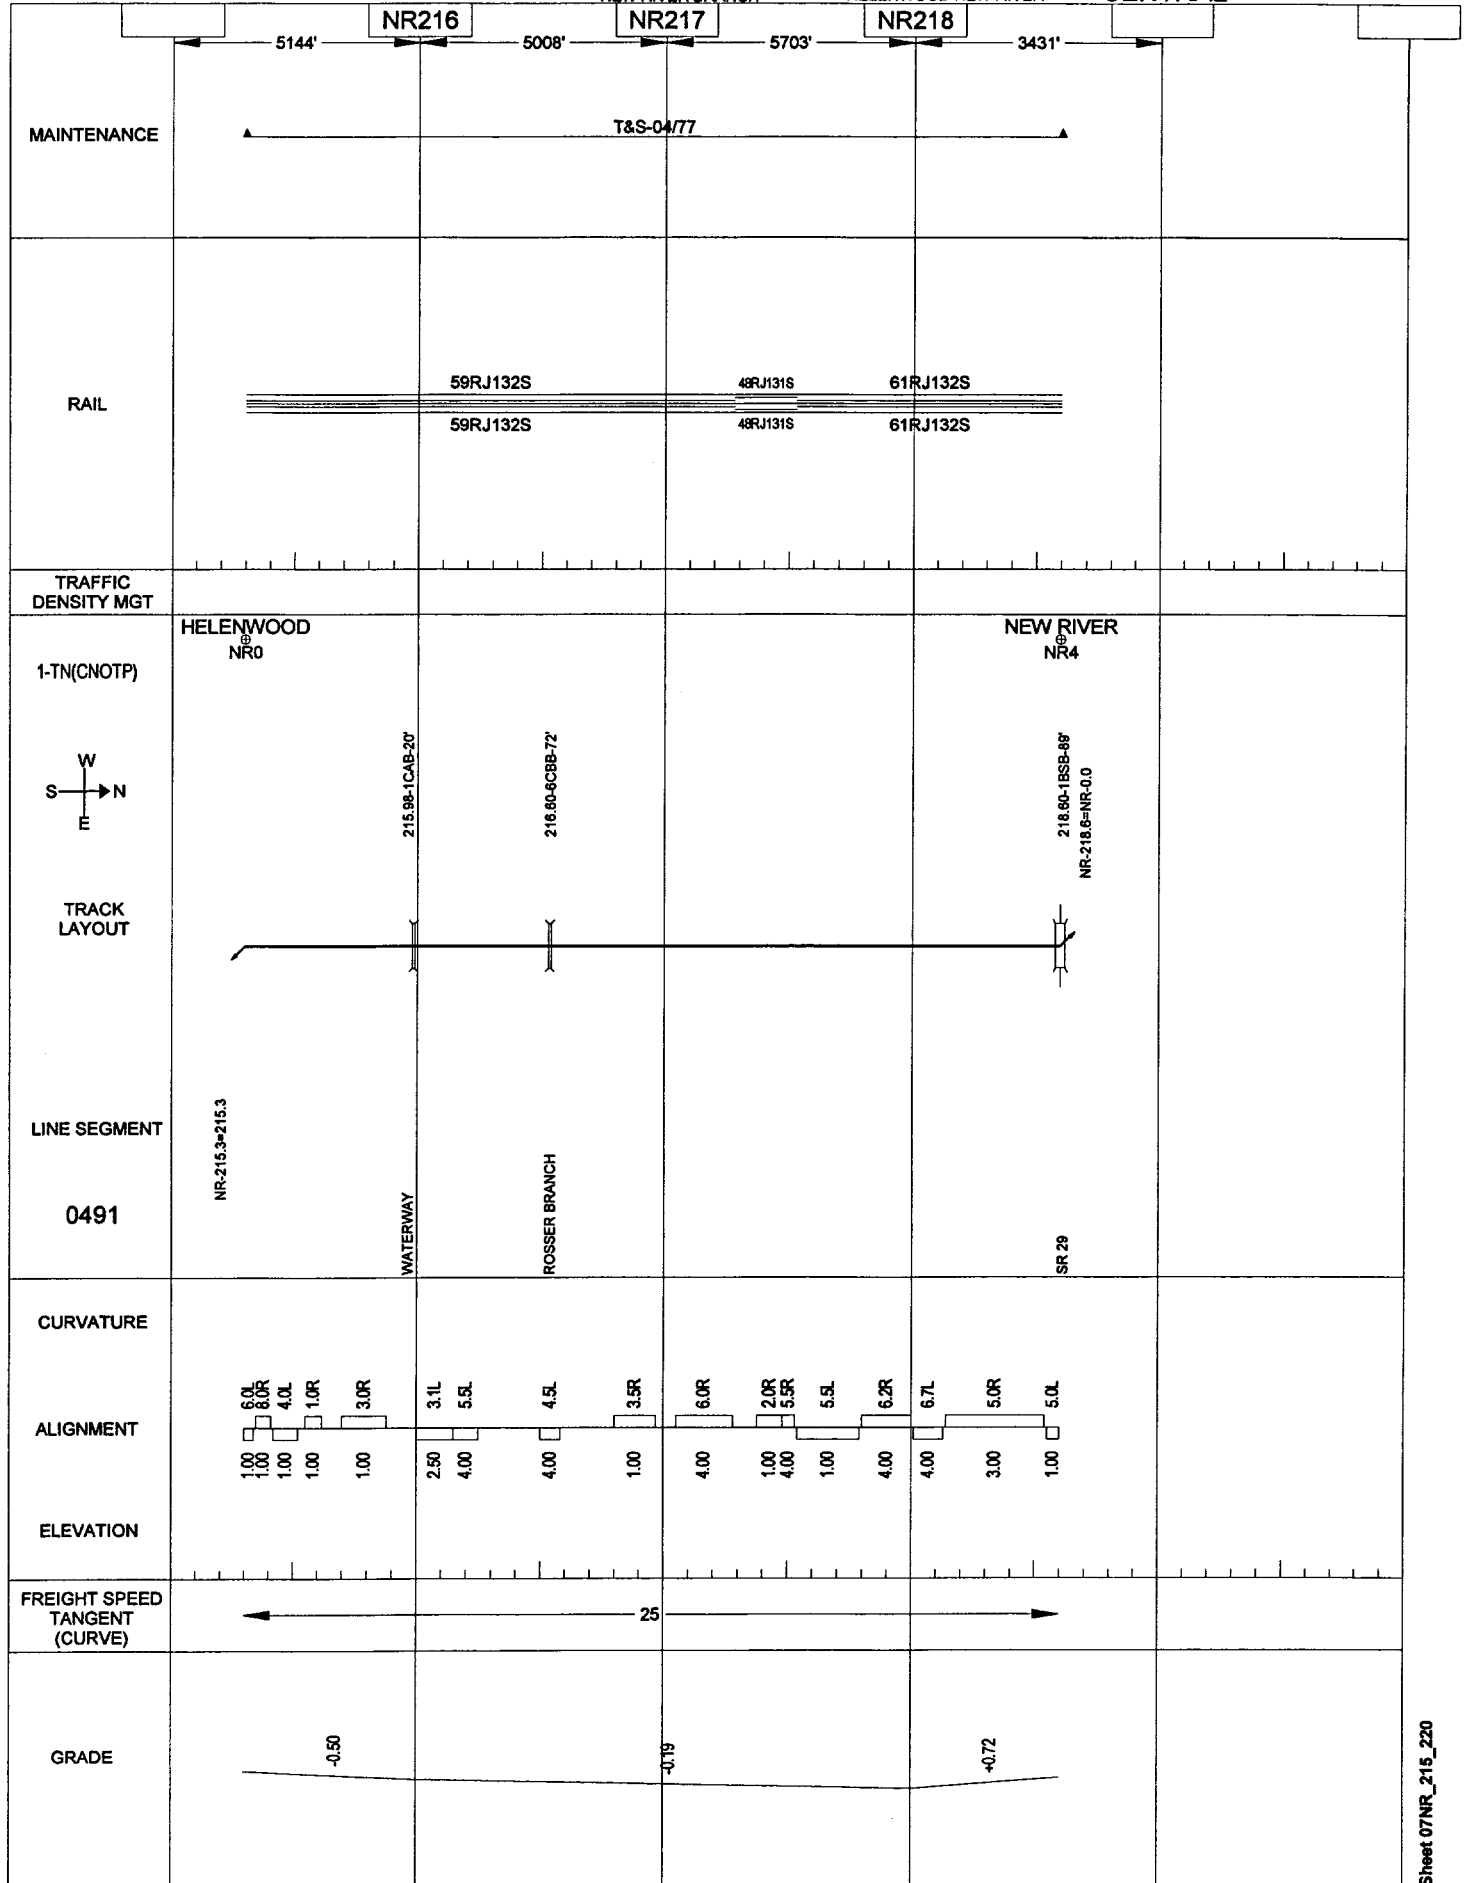 NR216 NR217 NR218
5144' 5008' 5703' 3431'
MAINTENANCE
T&S-04/77
RAIL
59RJ132S 48RJ131S 61RJ132S
59RJ132S 48RJ131S 61RJ132S
TRAFFIC
DENSITY MGT
HELENWOOD
NR0
NEW RIVER
NR4
1-TN(CNOTP)
W
S N
E
215.98-1CAB-20'
216.60-6CBB-72'
218.60-1BSB-89'
NR-218.6=NR-0.0
TRACK
LAYOUT
LINE SEGMENT
0491
NR-215.3=215.3
WATERWAY
ROSSER BRANCH
SR 29
CURVATURE
6.0L 8.0R 4.0L 1.0R 3.0R 3.1L 5.5L 4.5L 3.5R 6.0R 2.0R 5.5R 5.5L 6.2R 6.7L 5.0R 5.0L
ALIGNMENT
1.00 1.00 1.00 1.00 1.00 2.50 4.00 4.00 1.00 4.00 1.00 4.00 1.00 4.00 4.00 3.00 1.00
ELEVATION
FREIGHT SPEED
TANGENT
(CURVE)
25
GRADE
-0.50 -0.19 +0.72
Sheet 07NR_215_220